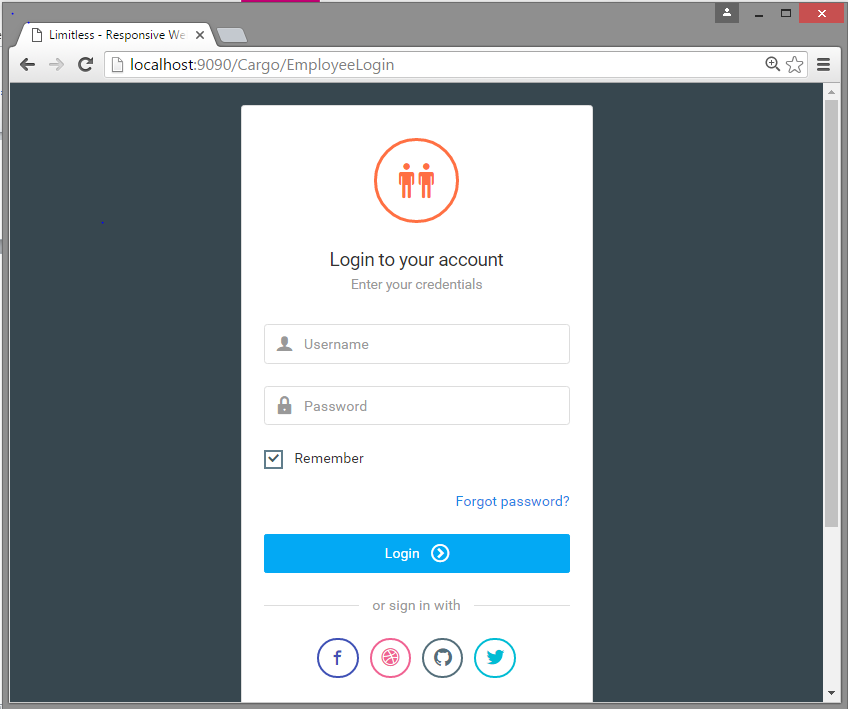 Limitless - Responsive We
localhost:9090/Cargo/EmployeeLogin
Login to your account
Enter your credentials
Username
Password
Remember
Forgot password?
Login
or sign in with
f